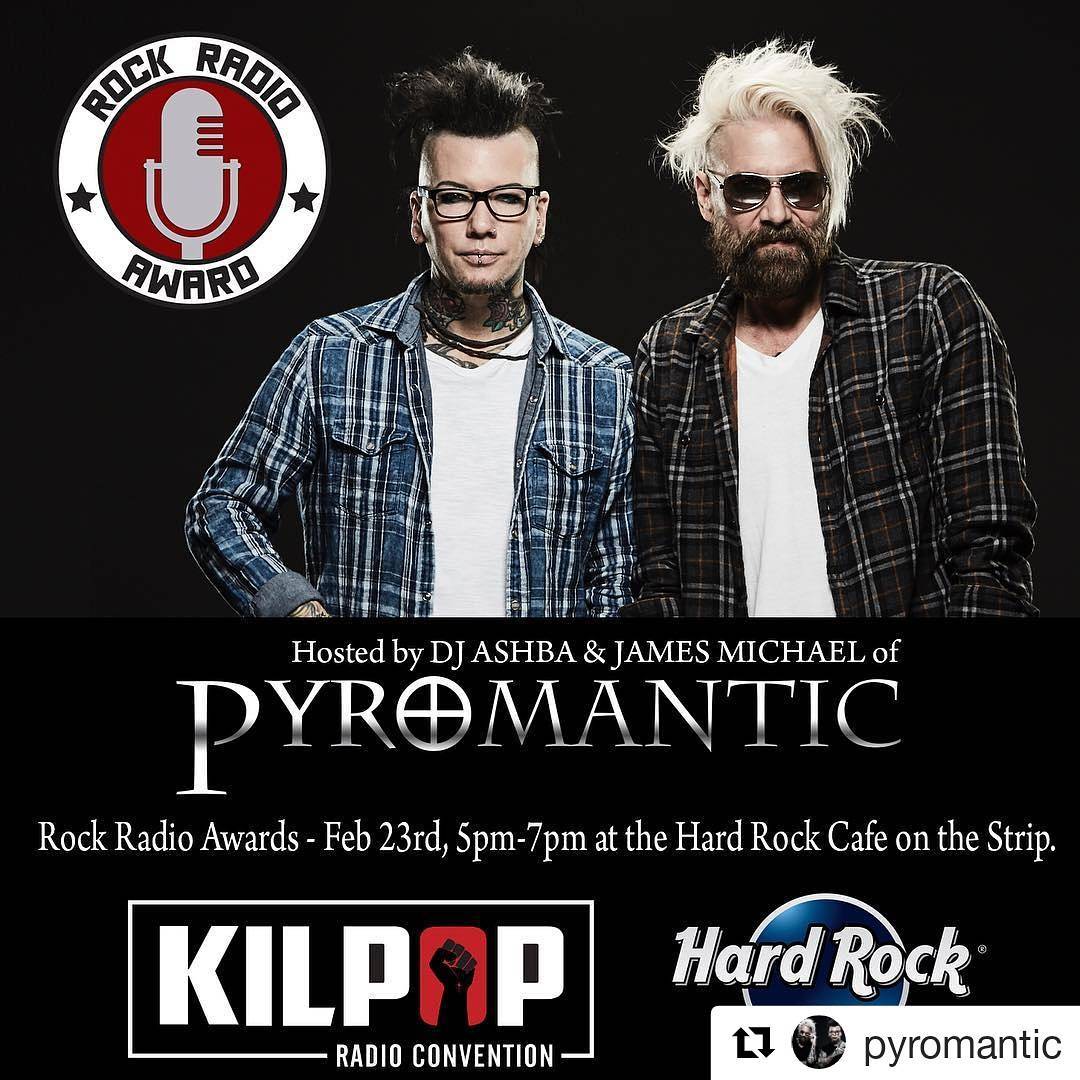 ROCK RADIO
AWARD
Hosted by DJ ASHBA & JAMES MICHAEL of
PYROMANTIC
Rock Radio Awards - Feb 23rd, 5pm-7pm at the Hard Rock Cafe on the Strip.
KILPOP
RADIO CONVENTION
Hard Rock®
pyromantic